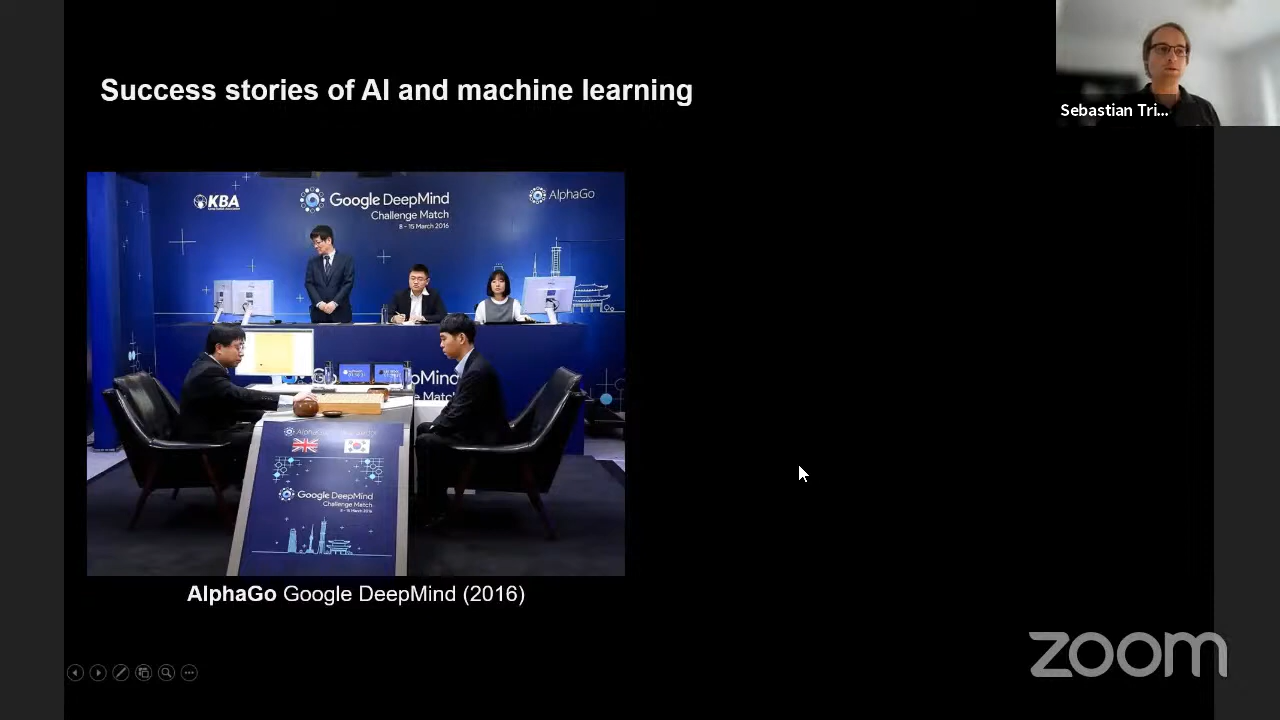 Success stories of AI and machine learning
Sebastian Tri...
KBA
Google DeepMind
Challenge Match
8 - 15 March 2016
AlphaGo
Google DeepMind
Challenge Match
AlphaGo Google DeepMind (2016)
zoom